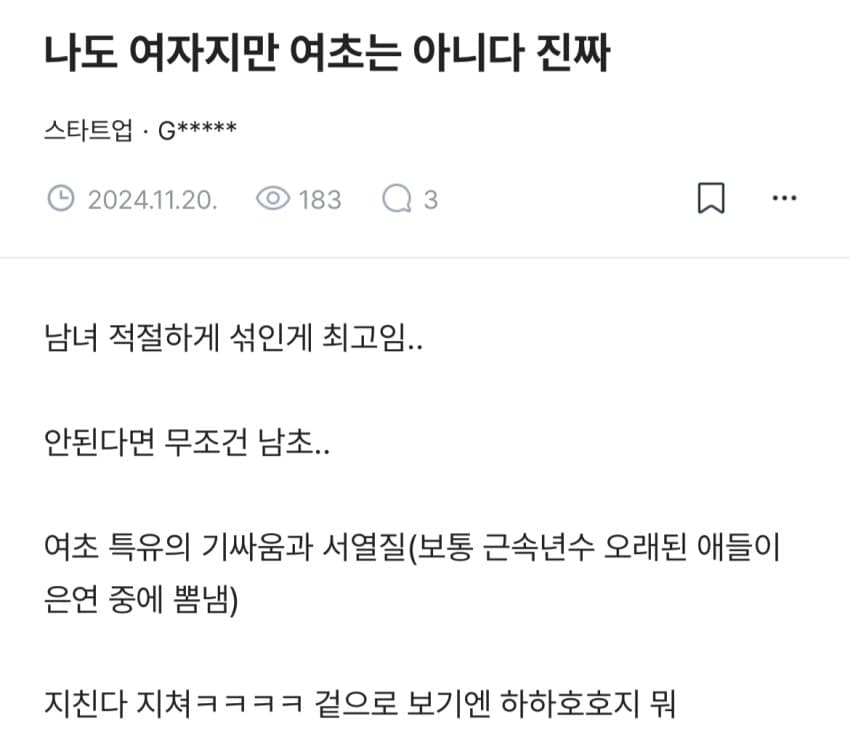 나도 여자지만 여초는 아니다 진짜
스타트업 · G*****
2024.11.20. 183 3
남녀 적절하게 섞인게 최고임..
안된다면 무조건 남초..
여초 특유의 기싸움과 서열질(보통 근속년수 오래된 애들이
은연 중에 뿜냄)
지친다 지쳐ㅋㅋㅋㅋ 겉으로 보기엔 하하호호지 뭐